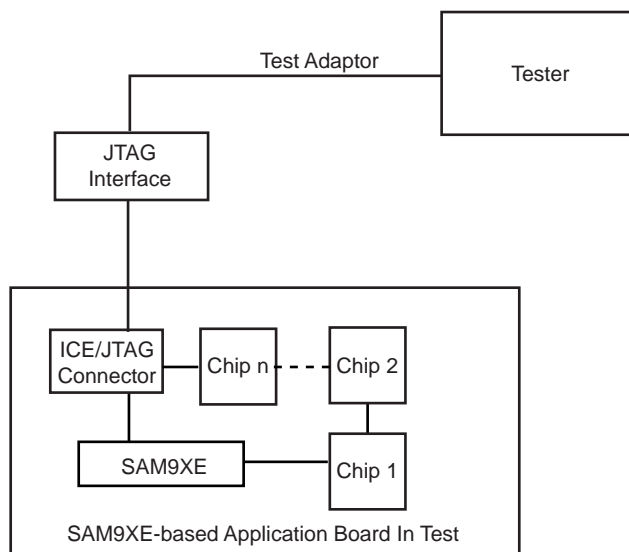 Test Adaptor
Tester
JTAG
Interface
ICE/JTAG
Connector
Chip n
Chip 2
SAM9XE
Chip 1
SAM9XE-based Application Board In Test